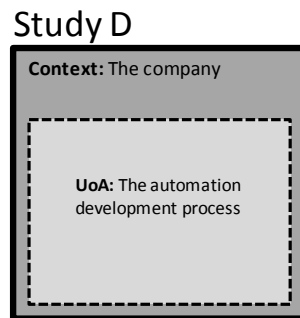 Study D
Context: The company
UoA: The automation
development process